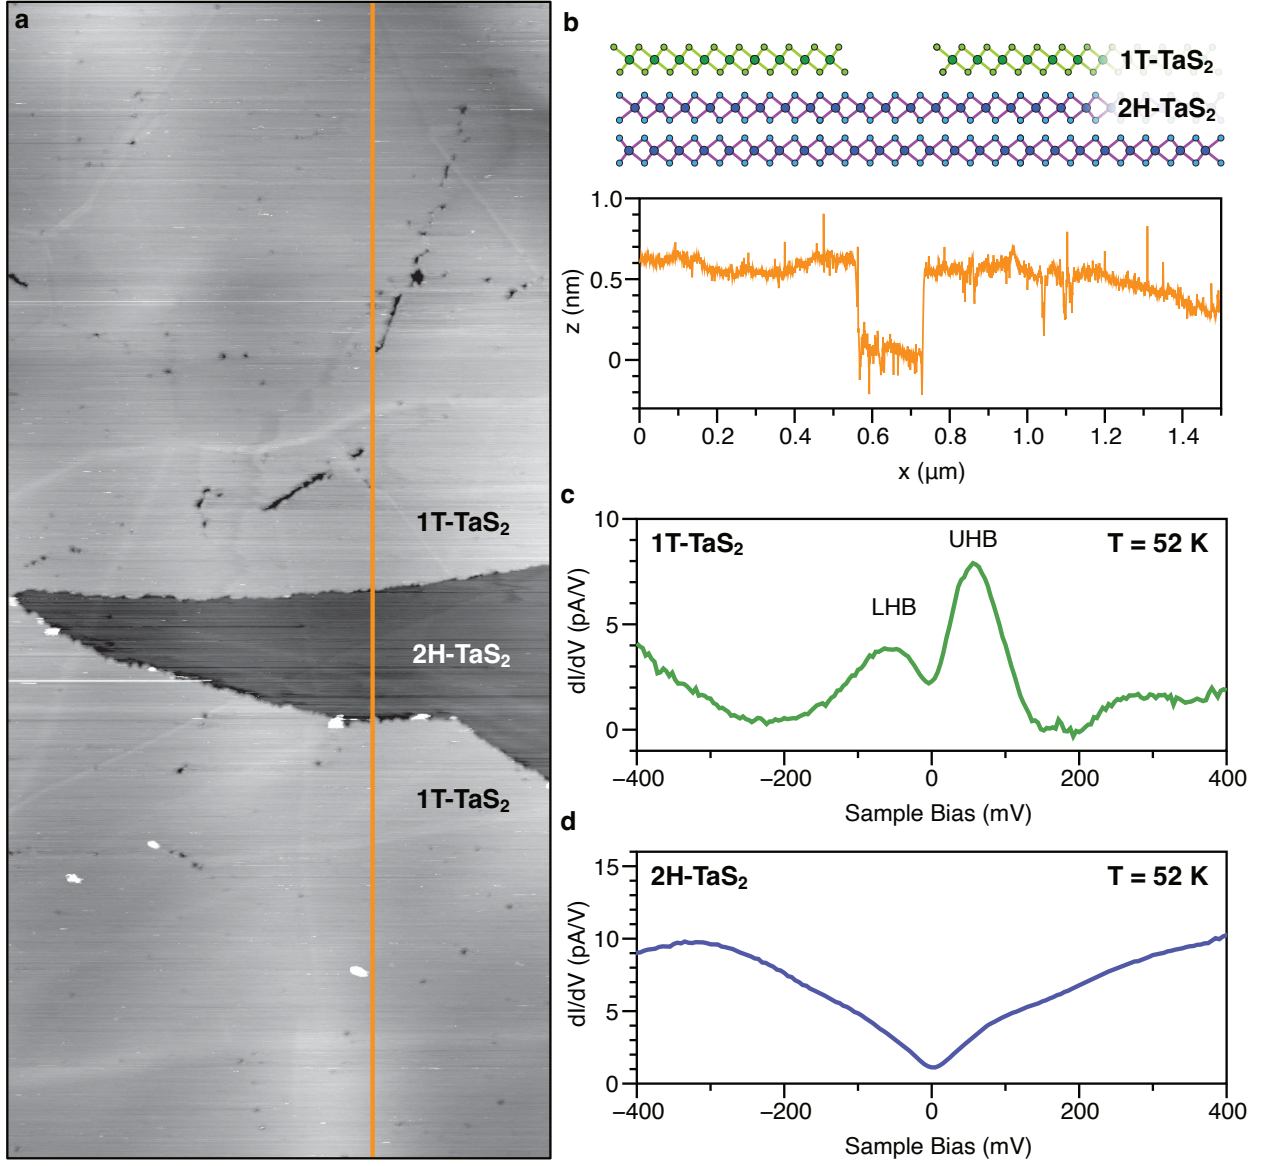 a
1T-TaS₂
2H-TaS₂
1T-TaS₂
b
1T-TaS₂
2H-TaS₂
1.0
0.5
0
z (nm)
0 0.2 0.4 0.6 0.8 1.0 1.2 1.4
x (μm)
c
1T-TaS₂ UHB T = 52 K
LHB
10
5
0
dI/dV (pA/V)
−400 −200 0 200 400
Sample Bias (mV)
d
2H-TaS₂ T = 52 K
15
10
5
0
dI/dV (pA/V)
−400 −200 0 200 400
Sample Bias (mV)